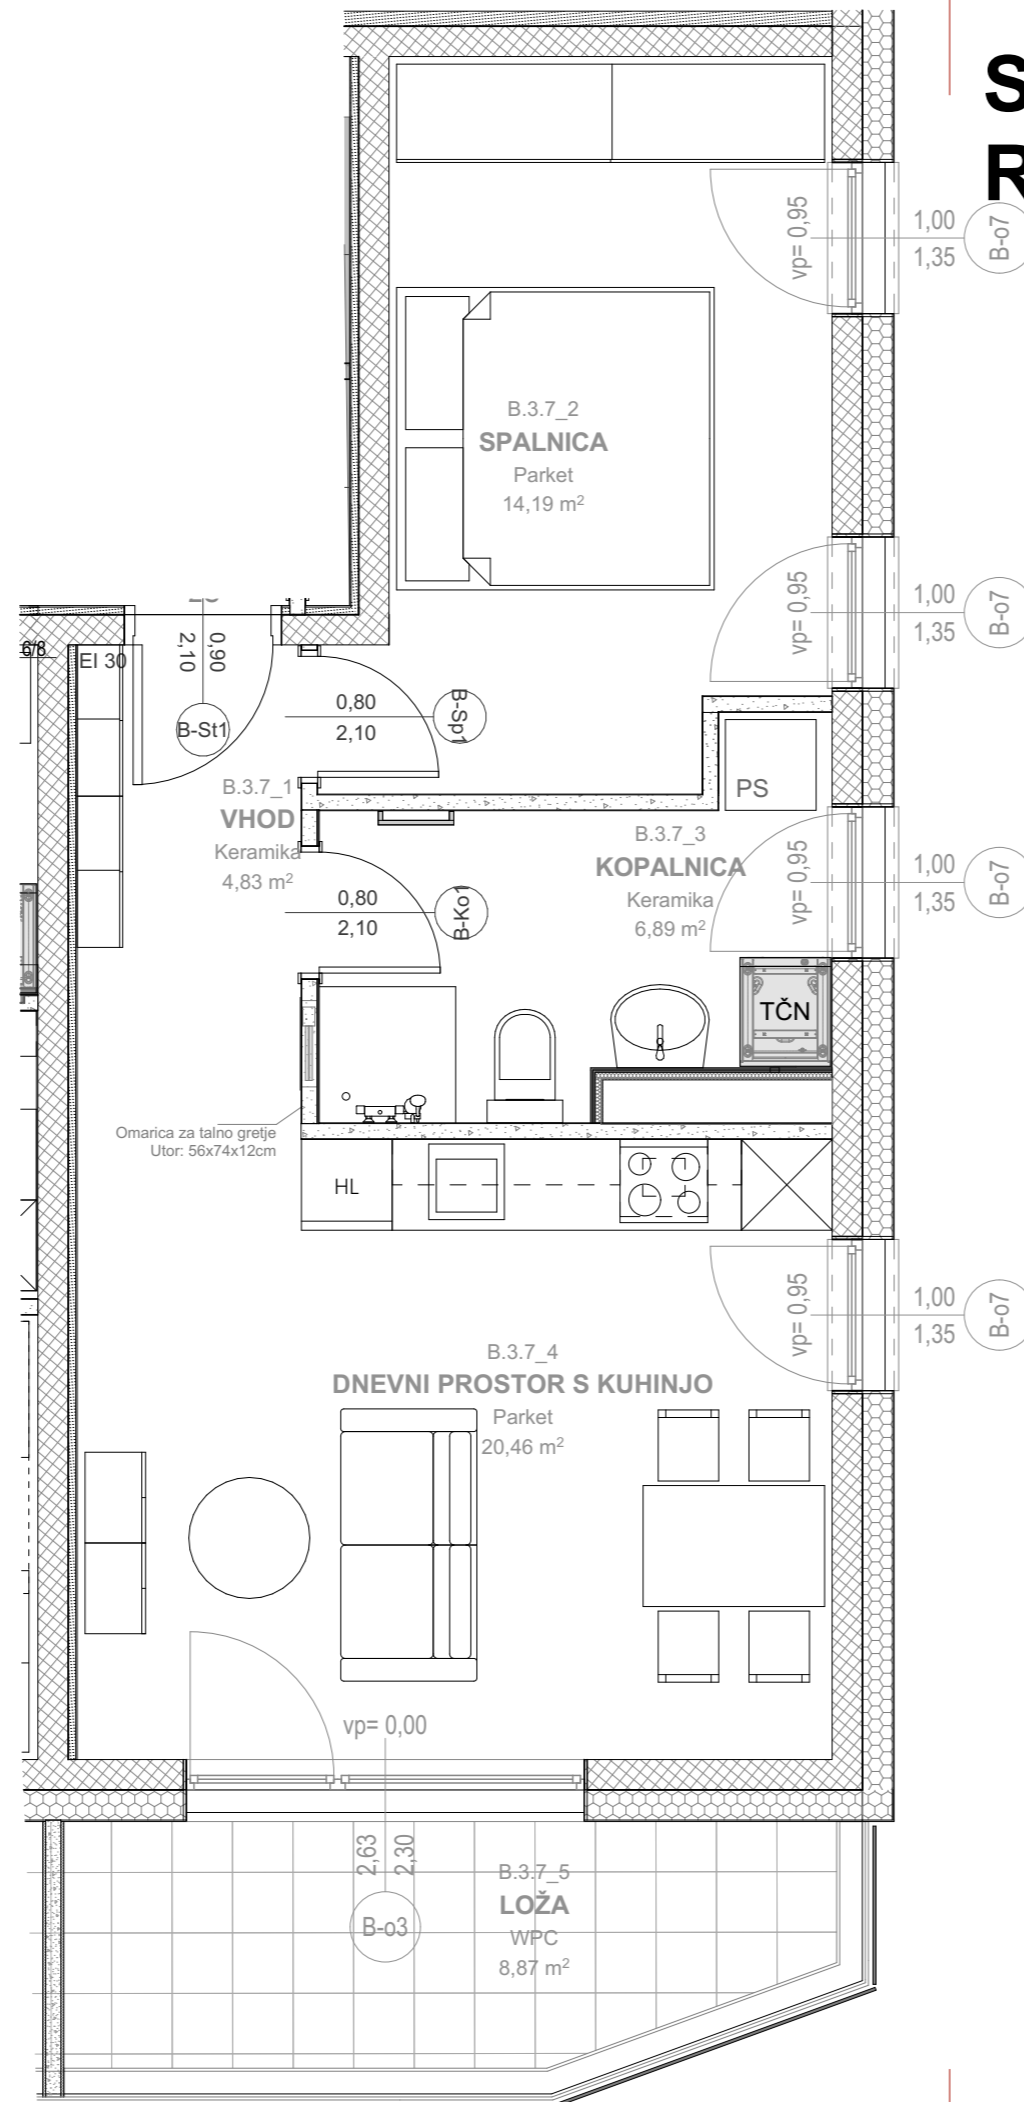 S
R
vp= 0,95
1,00
1,35
B-o7
B.3.7_2
SPALNICA
Parket
14,19 m²
vp= 0,95
1,00
1,35
B-o7
6/8
EI 30
0,90
2,10
B-St1
0,80
2,10
B-Sp1
PS
B.3.7_1
VHOD
Keramika
4,83 m²
B.3.7_3
KOPALNICA
Keramika
6,89 m²
vp= 0,95
1,00
1,35
B-o7
0,80
2,10
B-Ko1
TČN
Omarica za talno gretje
Utor: 56x74x12cm
HL
vp= 0,95
1,00
1,35
B-o7
B.3.7_4
DNEVNI PROSTOR S KUHINJO
Parket
20,46 m²
vp= 0,00
2,63
2,30
B-o3
B.3.7_5
LOŽA
WPC
8,87 m²